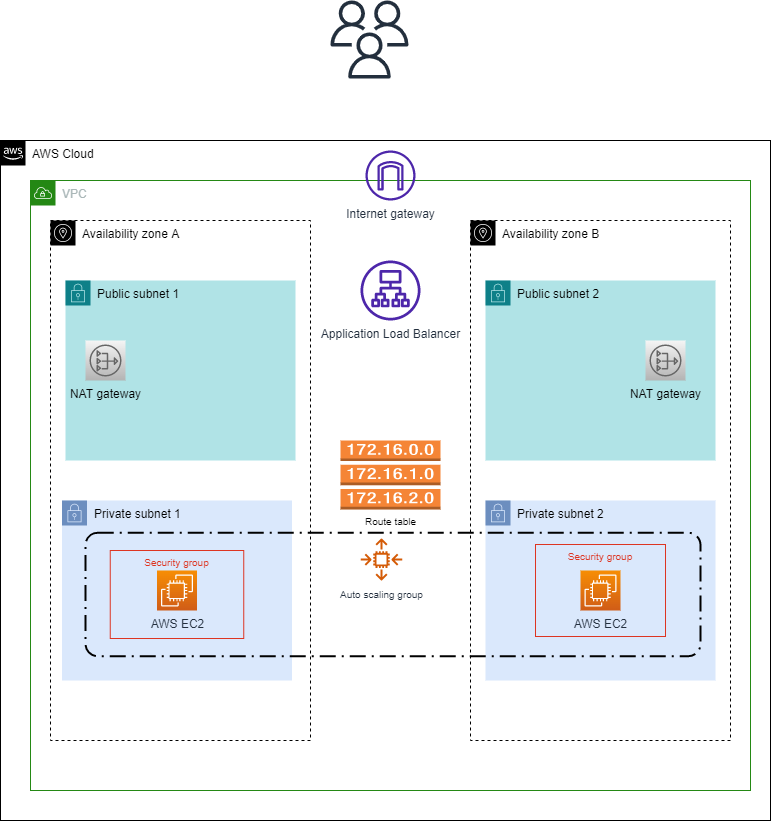 aws
AWS Cloud
VPC
Internet gateway
Availability zone A
Availability zone B
Public subnet 1
Public subnet 2
Application Load Balancer
NAT gateway
NAT gateway
172.16.0.0
172.16.1.0
172.16.2.0
Route table
Private subnet 1
Private subnet 2
Security group
Security group
Auto scaling group
AWS EC2
AWS EC2